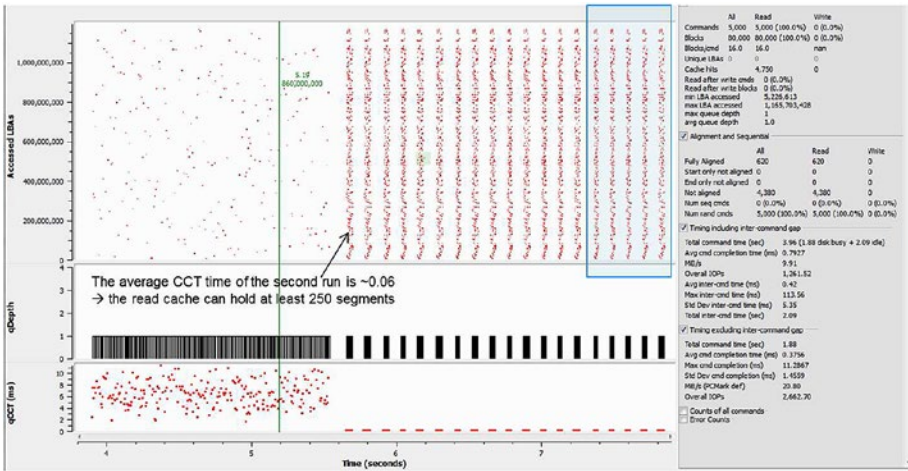 Accessed LBAs
1,000,000,000
800,000,000
600,000,000
400,000,000
200,000,000
0
5.19
860,000,000
The average CCT time of the second run is ~0.06
→ the read cache can hold at least 250 segments
qDepth
4
3
2
1
0
qCCT (ms)
10
8
6
4
2
0
4 5 6 7
Time (seconds)
All Read Write
Commands 5,000 5,000 (100.0%) 0 (0.0%)
Blocks 80,000 80,000 (100.0%) 0 (0.0%)
Blocks/cmd 16.0 16.0 nan
Unique LBAs 0 0 0
Cache hits 4,750 0
Read after write cmds 0 (0.0%)
Read after write blocks 0 (0.0%)
min LBA accessed 5,226,613
max LBA accessed
max queue depth 1
avg queue depth 1.0
Alignment and Sequential
All Read Write
Fully Aligned 620 620 0
Start only not aligned 0 0 0
End only not aligned 0 0 0
Not aligned 4,380 4,380 0
Num seq cmds 0 (0.0%) 0 (0.0%) 0 (0.0%)
Num rand cmds 5,000 (100.0%) 5,000 (100.0%) 0 (0.0%)
Timing including inter-command gap
Total command time (sec) 3.96 (1.88 disk busy + 2.09 idle)
Avg cmd completion time (ms) 0.7927
MB/s 9.91
Overall IOPs 1,261.52
Avg inter-cmd time (ms) 0.42
Max inter-cmd time (ms) 113.56
Std Dev inter-cmd time (ms) 5.35
Total inter-cmd time (sec) 2.09
Timing excluding inter-command gap
Total command time (sec) 1.88
Avg cmd completion time (ms) 0.3756
Max cmd completion (ms) 11.2867
Std Dev cmd completion (ms) 1.4559
MB/s (PCMark def) 20.80
Overall IOPs 2,662.70
Counts of all commands
Error Counts